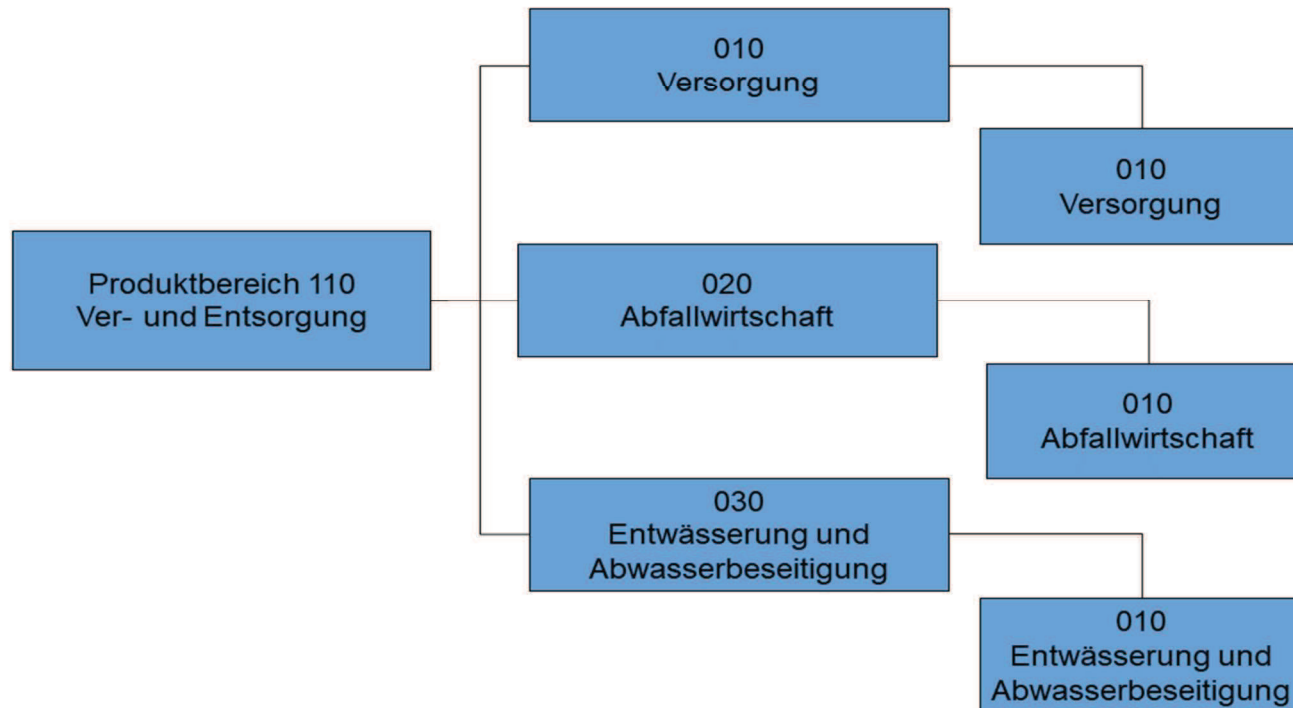 010
Versorgung
010
Versorgung
Produktbereich 110
Ver- und Entsorgung
020
Abfallwirtschaft
010
Abfallwirtschaft
030
Entwässerung und
Abwasserbeseitigung
010
Entwässerung und
Abwasserbeseitigung